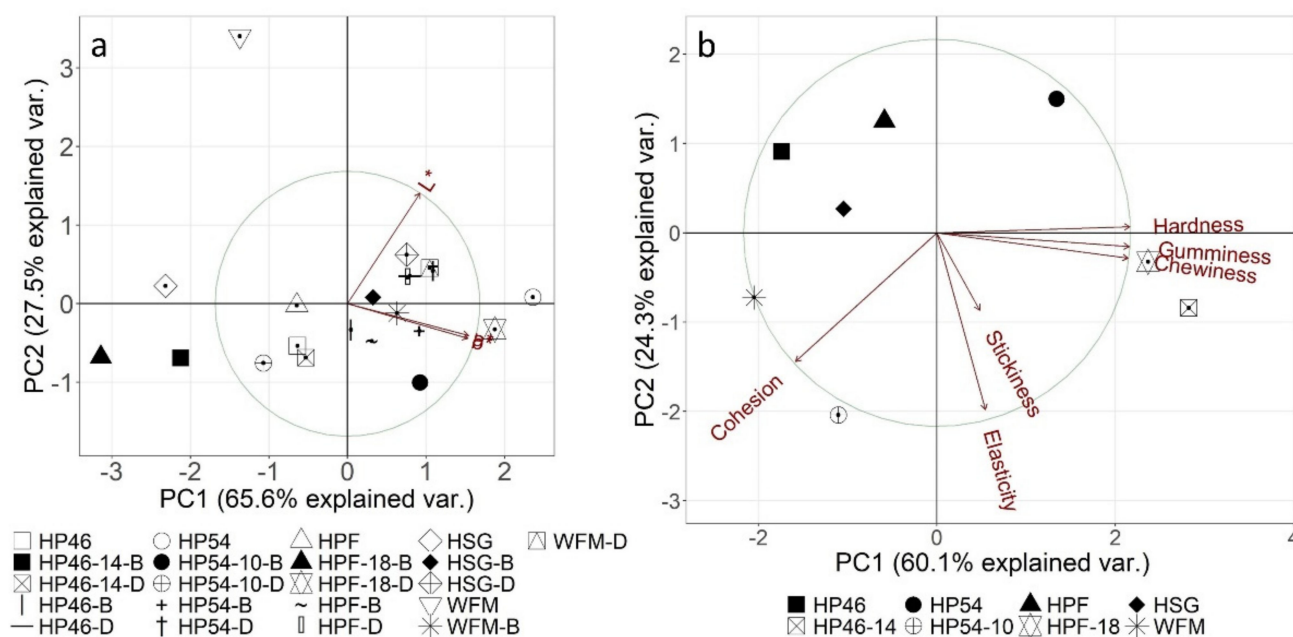 a
3
2
1
0
-1
-3 -2 -1 0 1 2
PC2 (27.5% explained var.)
PC1 (65.6% explained var.)
L*
HP46 HP54 HPF HSG WFM-D
HP46-14-B HP54-10-B HPF-18-B HSG-B
HP46-14-D HP54-10-D HPF-18-D HSG-D
HP46-B HP54-B HPF-B WFM
HP46-D HP54-D HPF-D WFM-B
b
2
1
0
-1
-2
-3
-2 0 2 4
PC2 (24.3% explained var.)
PC1 (60.1% explained var.)
Hardness
Gumminess
Chewiness
Stickiness
Elasticity
Cohesion
HP46 HP54 HPF HSG
HP46-14 HP54-10 HPF-18 WFM